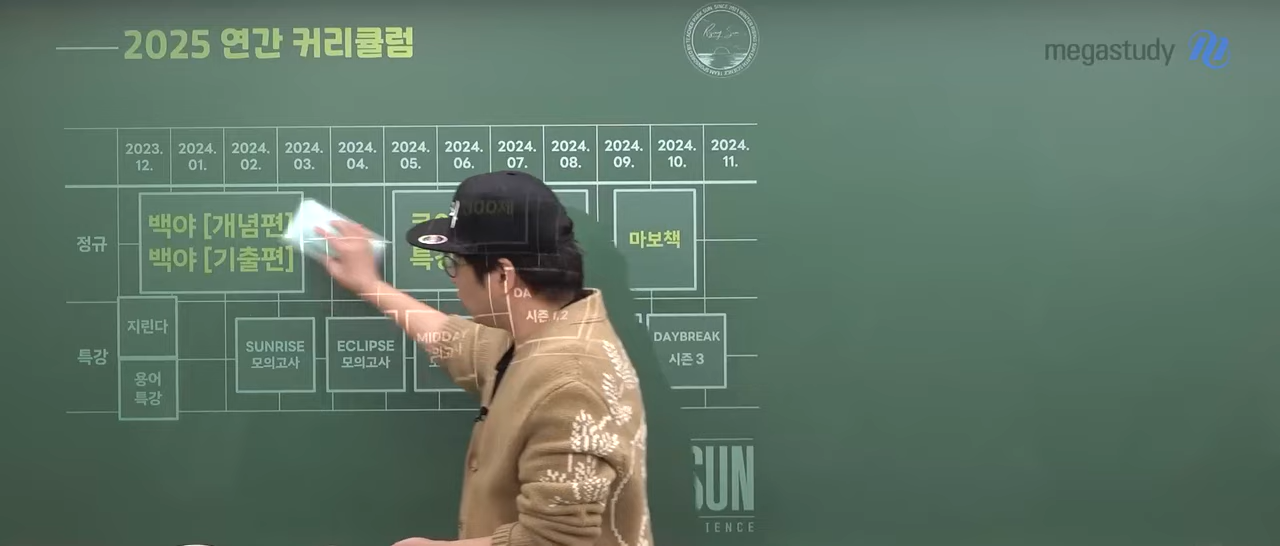 2025 연간 커리큘럼
megastudy
2023. 12.
2024. 01.
2024. 02.
2024. 03.
2024. 04.
2024. 05.
2024. 06.
2024. 07.
2024. 08.
2024. 09.
2024. 10.
2024. 11.
정규
백야 [개념편]
백야 [기출편]
마보책
특강
지린다
용어
특강
SUNRISE
모의고사
ECLIPSE
모의고사
MIDDAY
시즌 1,2
DAYBREAK
시즌 3
SUN